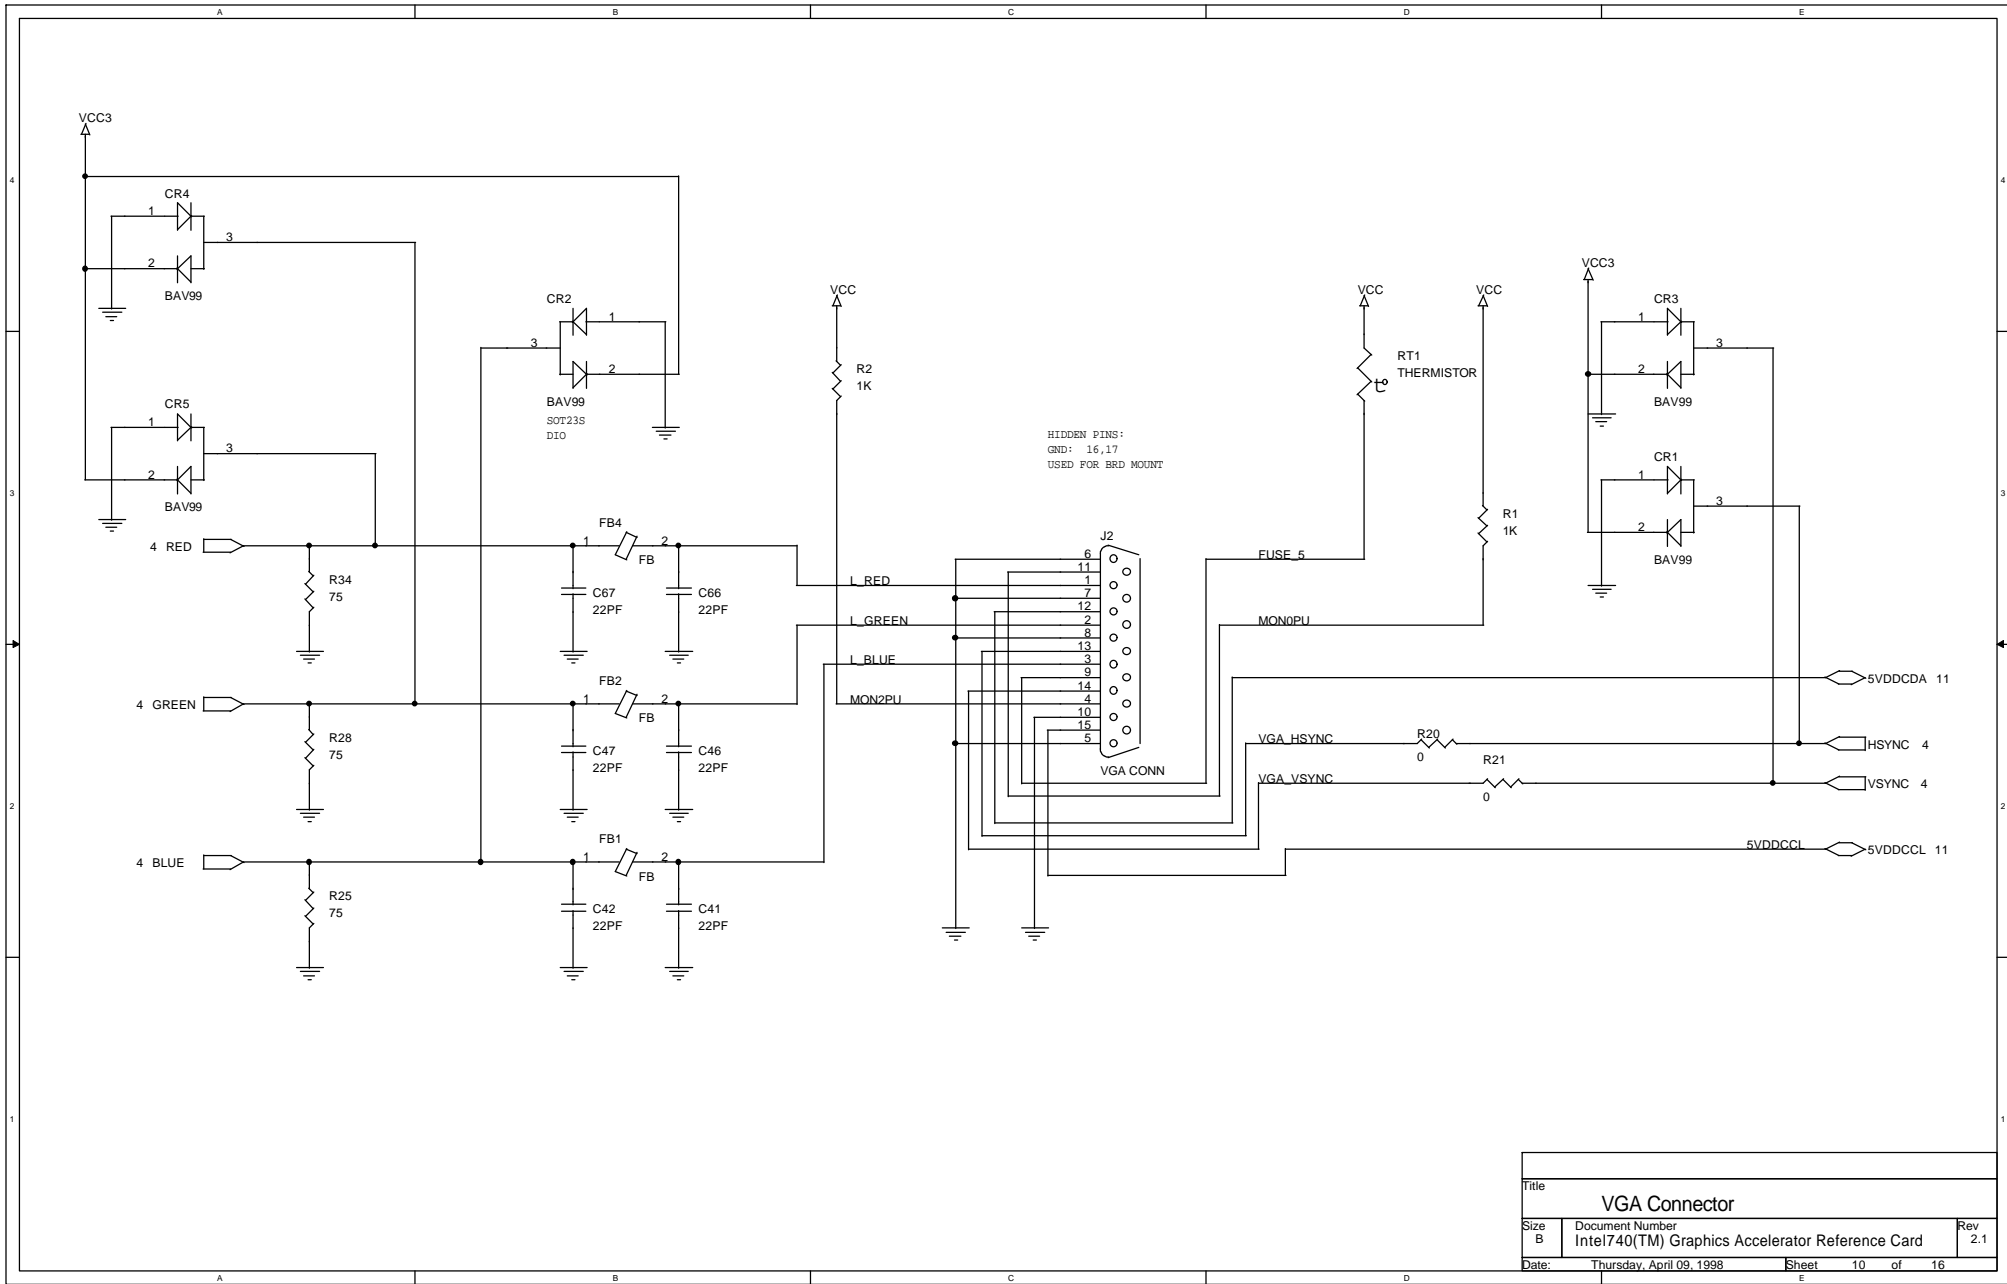 A B C D E
4 4
3 3
2 2
1 1
VCC3
CR4
1
2
3
BAV99
CR5
1
2
3
BAV99
CR2
1
2
3
BAV99
SOT23S
DIO
VCC
R2
1K
HIDDEN PINS:
GND: 16,17
USED FOR BRD MOUNT
VCC
RT1
THERMISTOR
t°
VCC
R1
1K
VCC3
CR3
1
2
3
BAV99
CR1
1
2
3
BAV99
4 RED
R34
75
FB4
1 2
FB
C67
22PF
C66
22PF
L_RED
4 GREEN
R28
75
FB2
1 2
FB
C47
22PF
C46
22PF
L_GREEN
4 BLUE
R25
75
FB1
1 2
FB
C42
22PF
C41
22PF
L_BLUE
MON2PU
J2
6
11
1
7
12
2
8
13
3
9
14
4
10
15
5
VGA CONN
FUSE_5
MON0PU
5VDDCDA 11
VGA_HSYNC
R20
0
HSYNC 4
VGA_VSYNC
R21
0
VSYNC 4
5VDDCCL
5VDDCCL 11
Title
VGA Connector
Size
B
Document Number
Intel740(TM) Graphics Accelerator Reference Card
Rev
2.1
Date: Thursday, April 09, 1998 Sheet 10 of 16
A B C D E